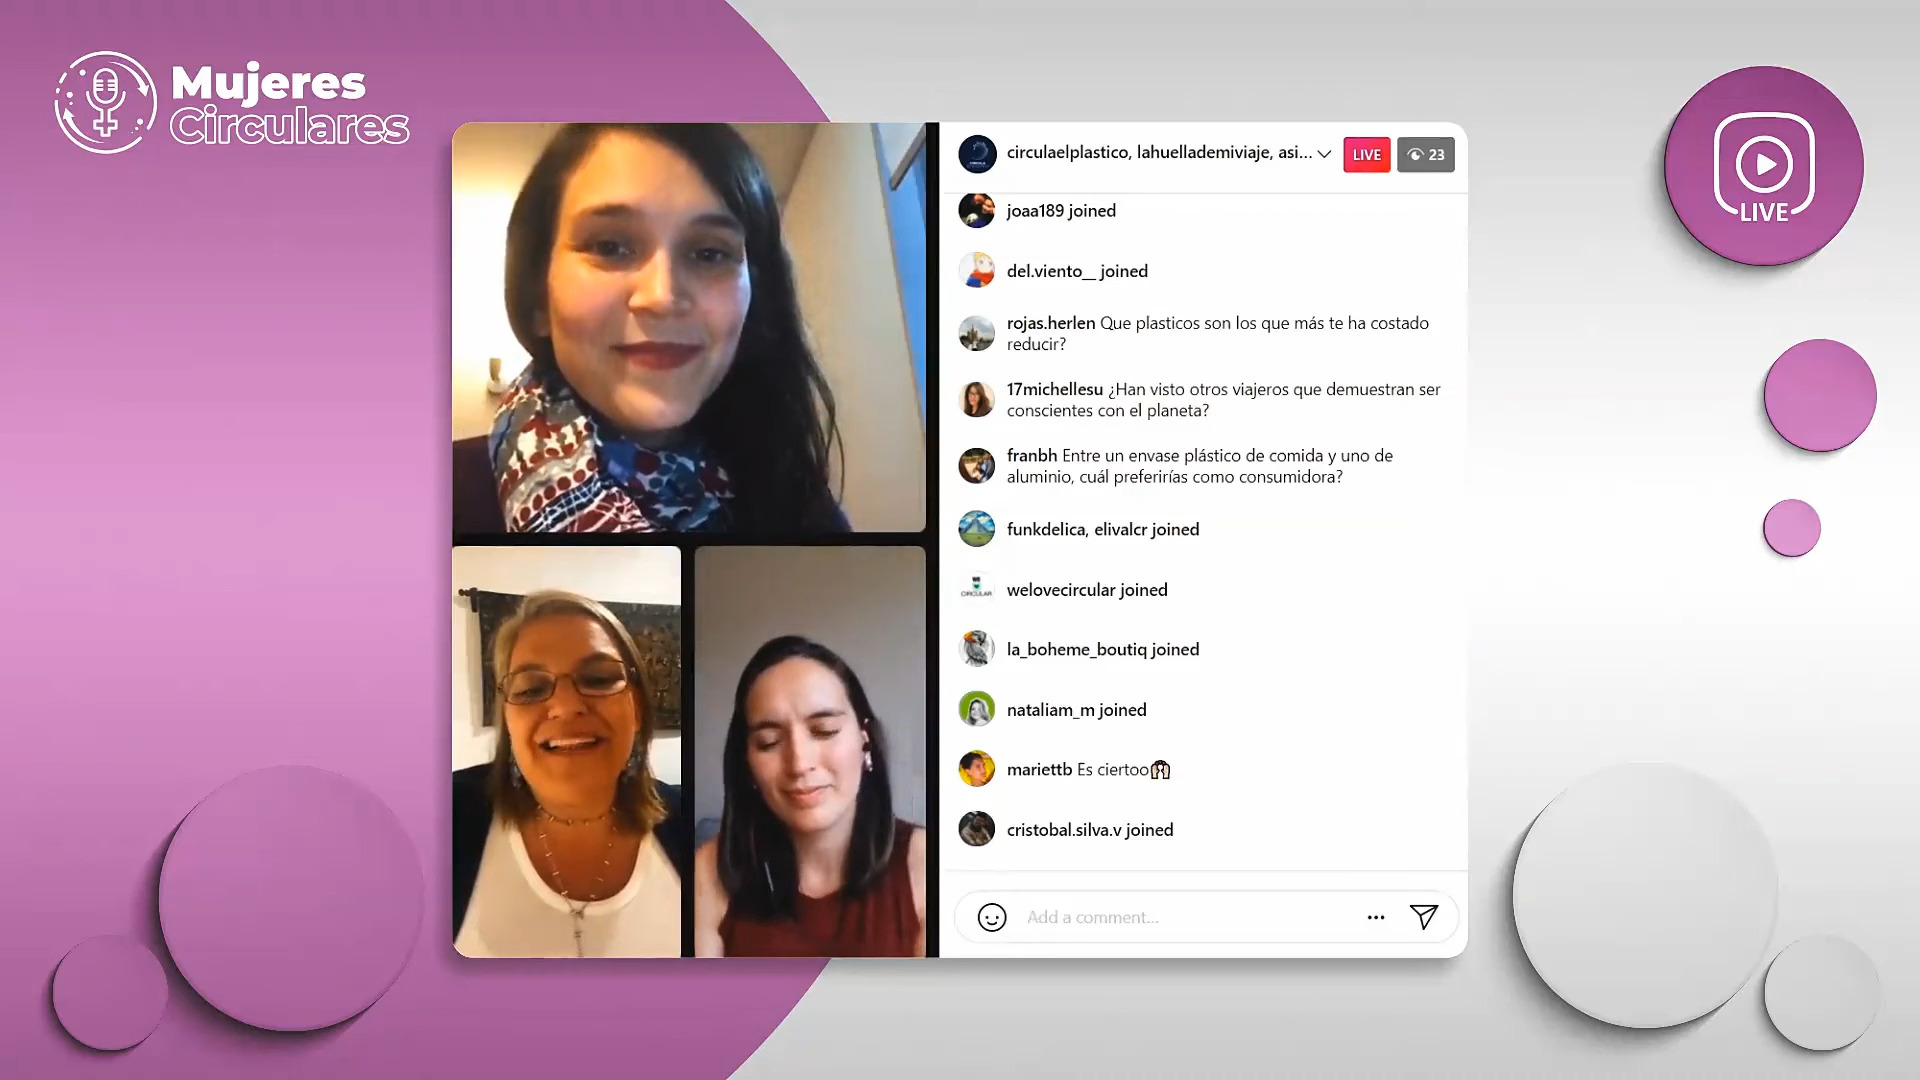 Mujeres
Circulares
circulaelplastico, lahuellademiviaje, asi...
LIVE
23
LIVE
joaa189 joined
del.viento__ joined
rojas.herlen Que plasticos son los que más te ha costado
reducir?
17michellesu ¿Han visto otros viajeros que demuestran ser
conscientes con el planeta?
franbh Entre un envase plástico de comida y uno de
aluminio, cuál preferirías como consumidora?
funkdelica, elivalcr joined
WE
CIRCULAR
welovecircular joined
la_boheme_boutiq joined
nataliam_m joined
mariettb Es ciertoo🙌
cristobal.silva.v joined
Add a comment...